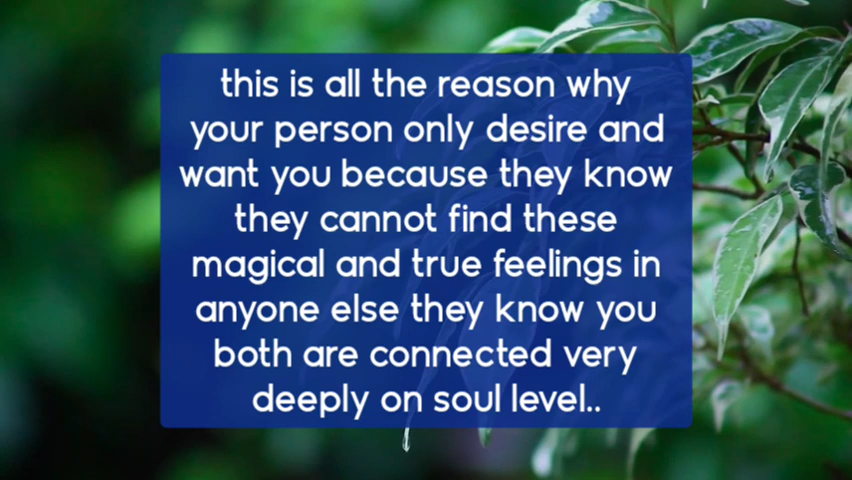 this is all the reason why
your person only desire and
want you because they know
they cannot find these
magical and true feelings in
anyone else they know you
both are connected very
deeply on soul level..